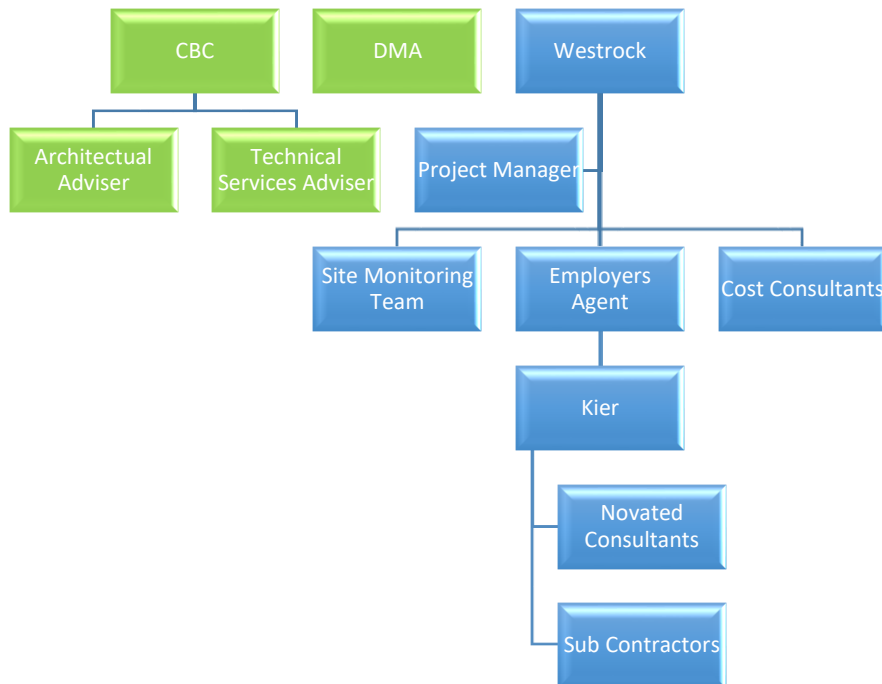 CBC
DMA
Westrock
Architectual
Adviser
Technical
Services Adviser
Project Manager
Site Monitoring
Team
Employers
Agent
Cost Consultants
Kier
Novated
Consultants
Sub Contractors